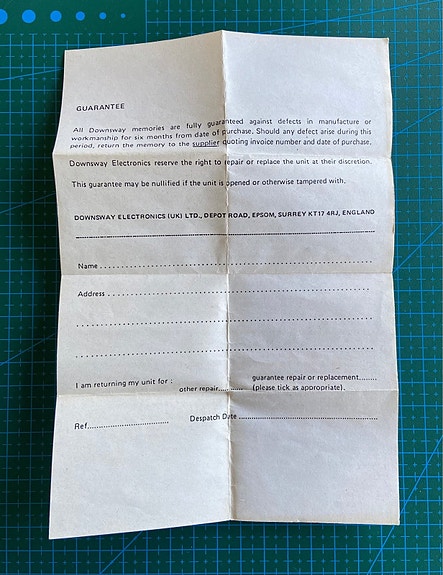 GUARANTEE
All Downsway memories are fully guaranteed against defects in manufacture or
workmanship for six months from date of purchase. Should any defect arise during this
period, return the memory to the supplier quoting invoice number and date of purchase.
Downsway Electronics reserve the right to repair or replace the unit at their discretion.
This guarantee may be nullified if the unit is opened or otherwise tampered with.
DOWNSWAY ELECTRONICS (UK) LTD., DEPOT ROAD, EPSOM, SURREY KT17 4RJ, ENGLAND
Name ..........................................................
Address ..........................................................
..........................................................
..........................................................
I am returning my unit for : guarantee repair or replacement........
other repair........... (please tick as appropriate).
Ref............................ Despatch Date ................................................